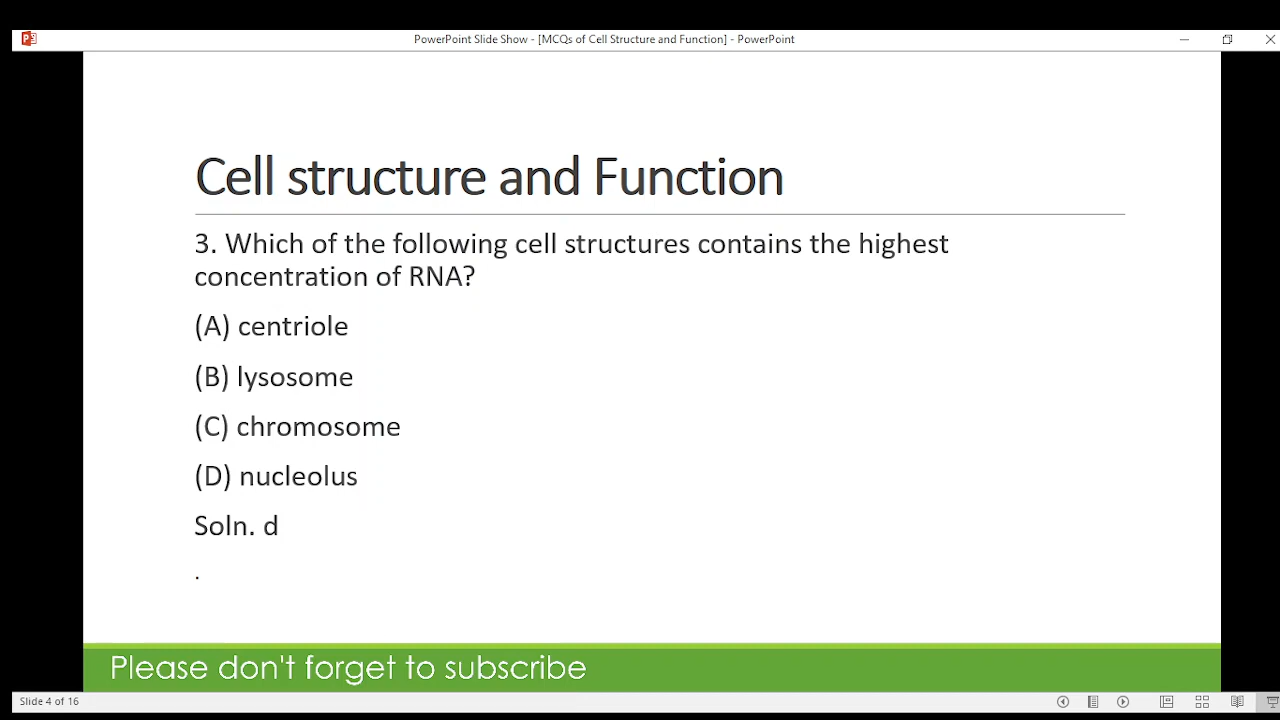 PowerPoint Slide Show - [MCQs of Cell Structure and Function] - PowerPoint
Cell structure and Function
3. Which of the following cell structures contains the highest
concentration of RNA?
(A) centriole
(B) lysosome
(C) chromosome
(D) nucleolus
Soln. d
.
Please don't forget to subscribe
Slide 4 of 16